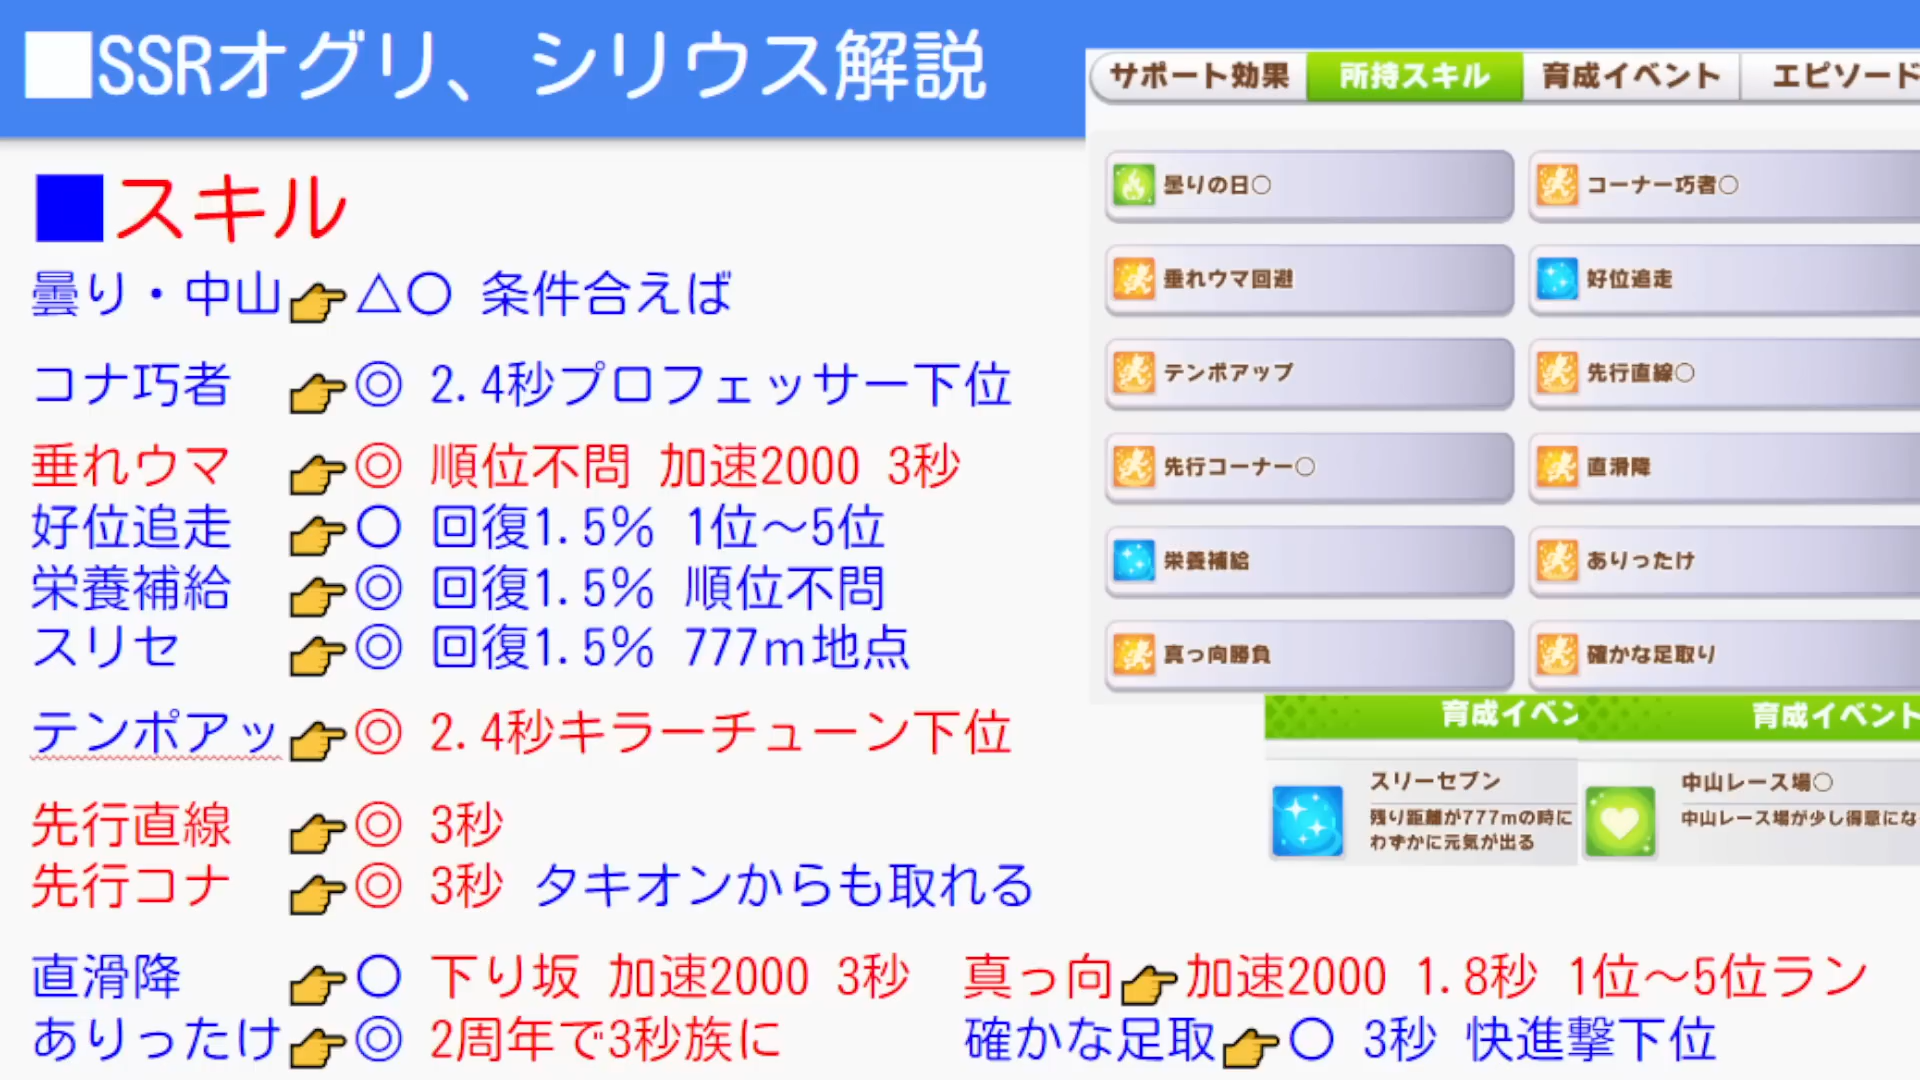 ■SSRオグリ、シリウス解説
■スキル
曇り・中山👉△〇 条件合えば
コナ巧者 👉◎ 2.4秒プロフェッサー下位
垂れウマ 👉◎ 順位不問 加速2000 3秒
好位追走 👉〇 回復1.5% 1位～5位
栄養補給 👉◎ 回復1.5% 順位不問
スリセ 👉◎ 回復1.5% 777m地点
テンポアッ👉◎ 2.4秒キラーチューン下位
先行直線 👉◎ 3秒
先行コナ 👉◎ 3秒 タキオンからも取れる
直滑降 👉〇 下り坂 加速2000 3秒
ありったけ👉◎ 2周年で3秒族に
真っ向👉加速2000 1.8秒 1位～5位ラン
確かな足取👉〇 3秒 快進撃下位
サポート効果 所持スキル 育成イベント エピソード
曇りの日○ コーナー巧者○
垂れウマ回避 好位追走
テンポアップ 先行直線○
先行コーナー○ 直滑降
栄養補給 ありったけ
真っ向勝負 確かな足取り
育成イベン 育成イベント
スリーセブン
残り距離が777mの時に
わずかに元気が出る
中山レース場○
中山レース場が少し得意にな